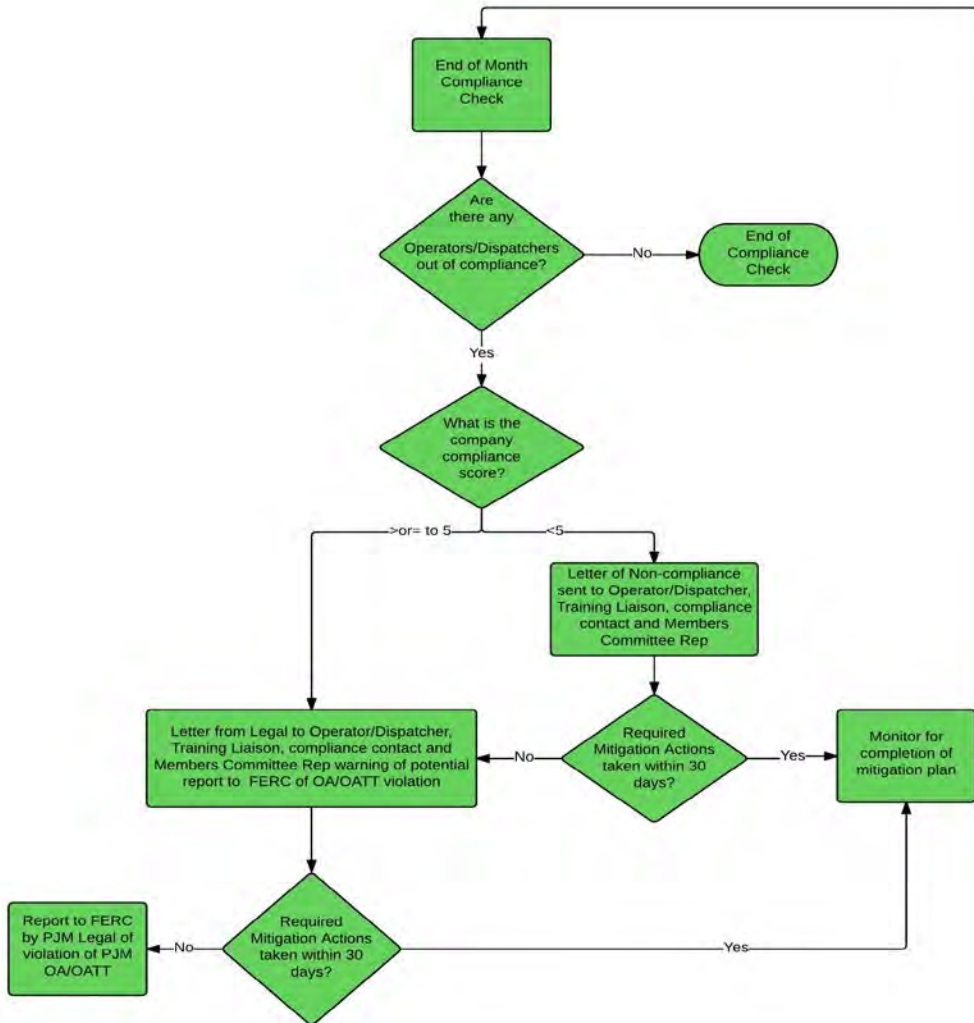 End of Month
Compliance
Check
Are
there any
Operators/Dispatchers
out of compliance?
No
End of
Compliance
Check
Yes
What is the
company
compliance
score?
>or= to 5
<5
Letter of Non-compliance
sent to Operator/Dispatcher,
Training Liaison, compliance
contact and Members
Committee Rep
Letter from Legal to Operator/Dispatcher,
Training Liaison, compliance contact and
Members Committee Rep warning of potential
report to FERC of OA/OATT violation
No
Required
Mitigation Actions
taken within 30
days?
Yes
Monitor for
completion of
mitigation plan
Report to FERC
by PJM Legal of
violation of PJM
OA/OATT
No
Required
Mitigation Actions
taken within 30
days?
Yes